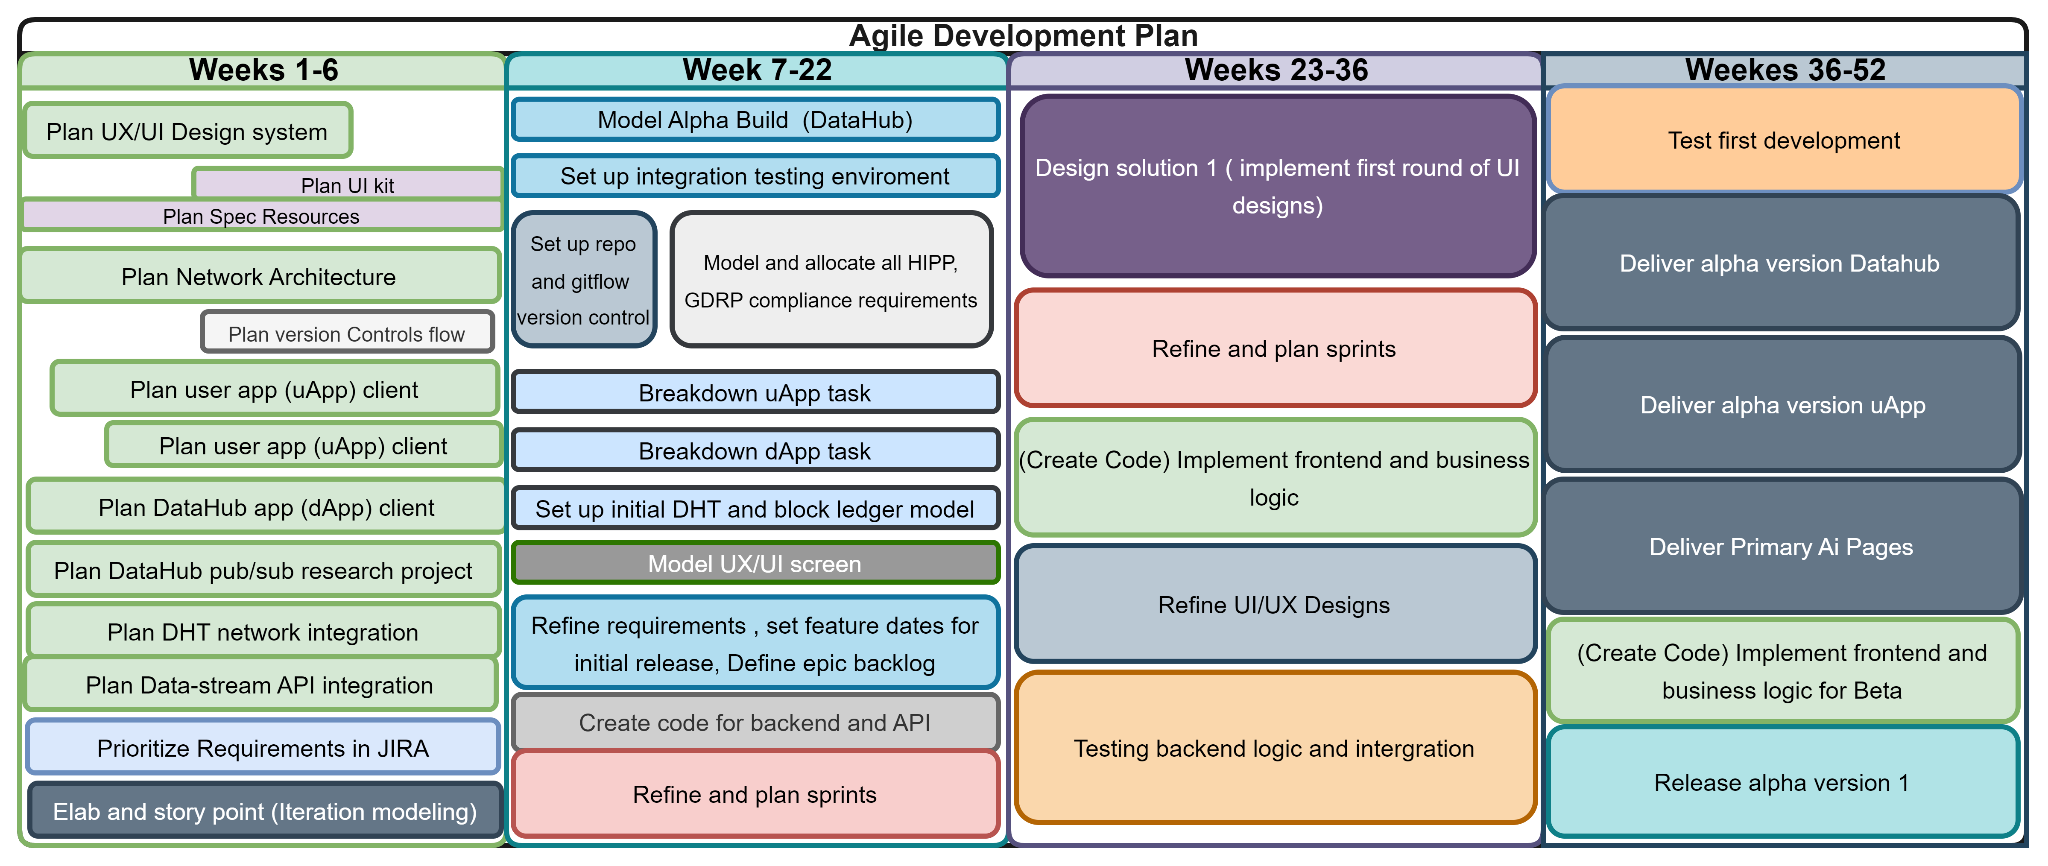 Agile Development Plan
Weeks 1-6
Plan UX/UI Design system
Plan UI kit
Plan Spec Resources
Plan Network Architecture
Plan version Controls flow
Plan user app (uApp) client
Plan user app (uApp) client
Plan DataHub app (dApp) client
Plan DataHub pub/sub research project
Plan DHT network integration
Plan Data-stream API integration
Prioritize Requirements in JIRA
Elab and story point (Iteration modeling)
Week 7-22
Model Alpha Build  (DataHub)
Set up integration testing enviroment
Set up repo
and gitflow
version control
Model and allocate all HIPP,
GDRP compliance requirements
Breakdown uApp task
Breakdown dApp task
Set up initial DHT and block ledger model
Model UX/UI screen
Refine requirements , set feature dates for
initial release, Define epic backlog
Create code for backend and API
Refine and plan sprints
Weeks 23-36
Design solution 1 ( implement first round of UI
designs)
Refine and plan sprints
(Create Code) Implement frontend and business
logic
Refine UI/UX Designs
Testing backend logic and intergration
Weekes 36-52
Test first development
Deliver alpha version Datahub
Deliver alpha version uApp
Deliver Primary Ai Pages
(Create Code) Implement frontend and
business logic for Beta
Release alpha version 1